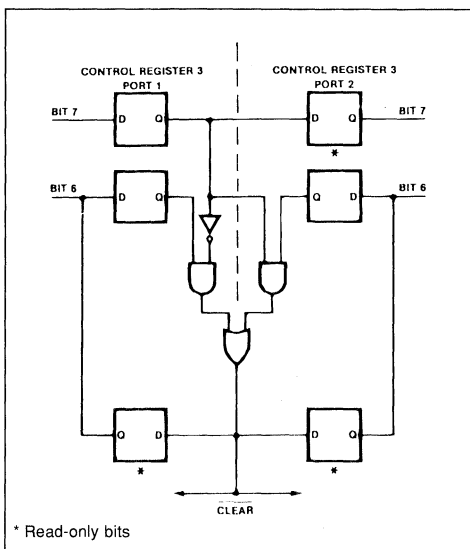 CONTROL REGISTER 3
PORT 1
CONTROL REGISTER 3
PORT 2
BIT 7
D Q
D Q
BIT 7
*
BIT 6
D Q
Q D
BIT 6
Q D
D Q
*
*
CLEAR
* Read-only bits